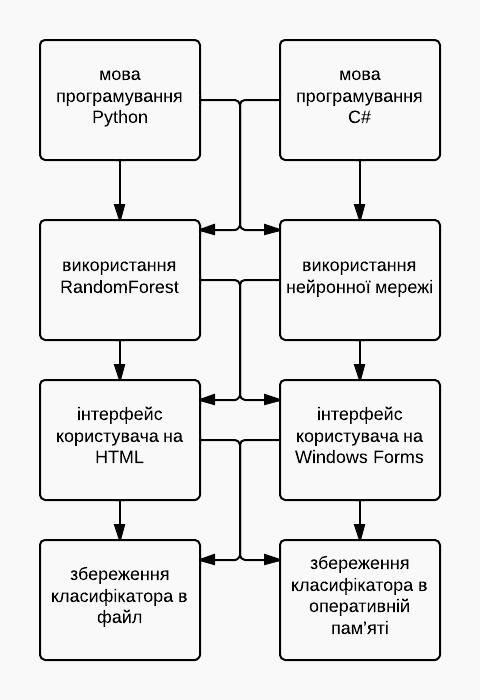 мова
програмування
Python
мова
програмування
C#
використання
RandomForest
використання
нейронної мережі
інтерфейс
користувача на
HTML
інтерфейс
користувача на
Windows Forms
збереження
класифікатора в
файл
збереження
класифікатора в
оперативній
пам’яті